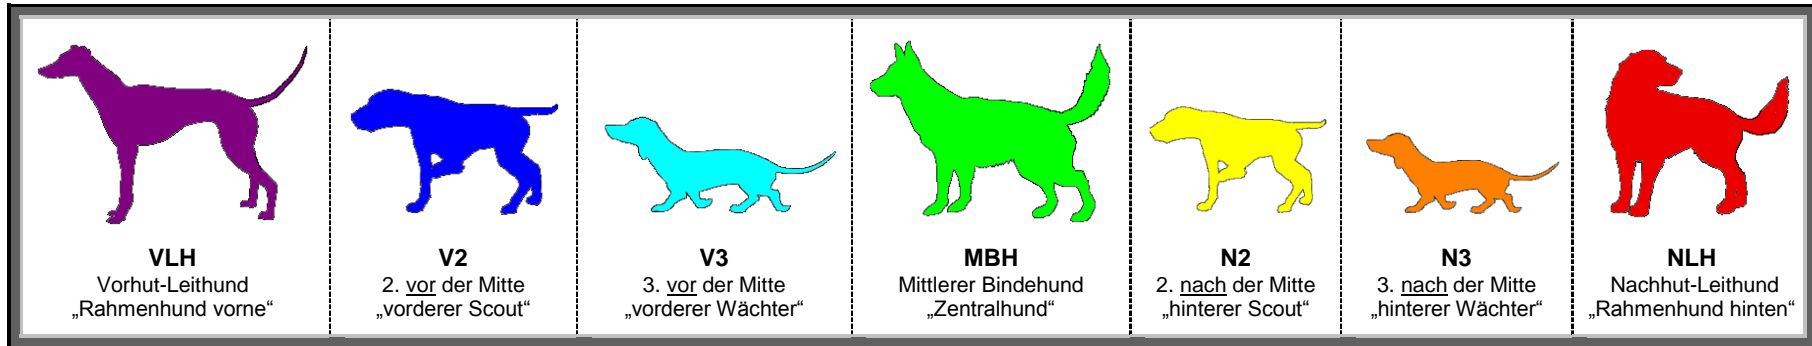 VLH
Vorhut-Leithund
„Rahmenhund vorne“
V2
2. vor der Mitte
„vorderer Scout“
V3
3. vor der Mitte
„vorderer Wächter“
MBH
Mittlerer Bindehund
„Zentralhund“
N2
2. nach der Mitte
„hinterer Scout“
N3
3. nach der Mitte
„hinterer Wächter“
NLH
Nachhut-Leithund
„Rahmenhund hinten“